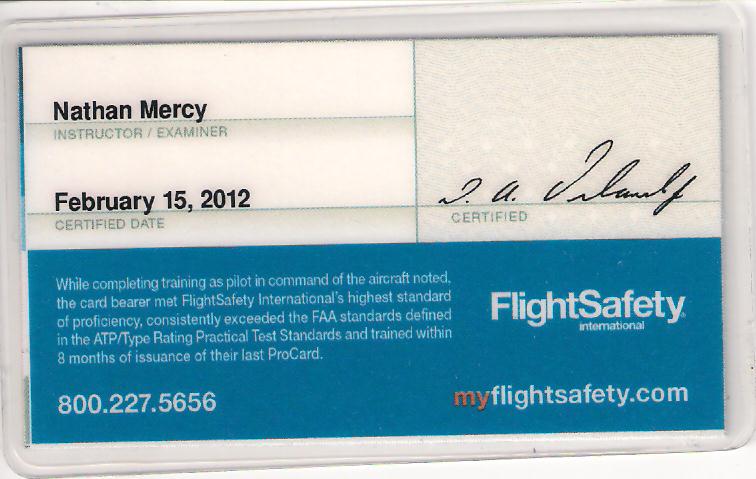 Nathan Mercy
INSTRUCTOR / EXAMINER
February 15, 2012
CERTIFIED DATE
CERTIFIED
While completing training as pilot in command of the aircraft noted,
the card bearer met FlightSafety International's highest standard
of proficiency, consistently exceeded the FAA standards defined
in the ATP/Type Rating Practical Test Standards and trained within
8 months of issuance of their last ProCard.
FlightSafety
international
800.227.5656
myflightsafety.com